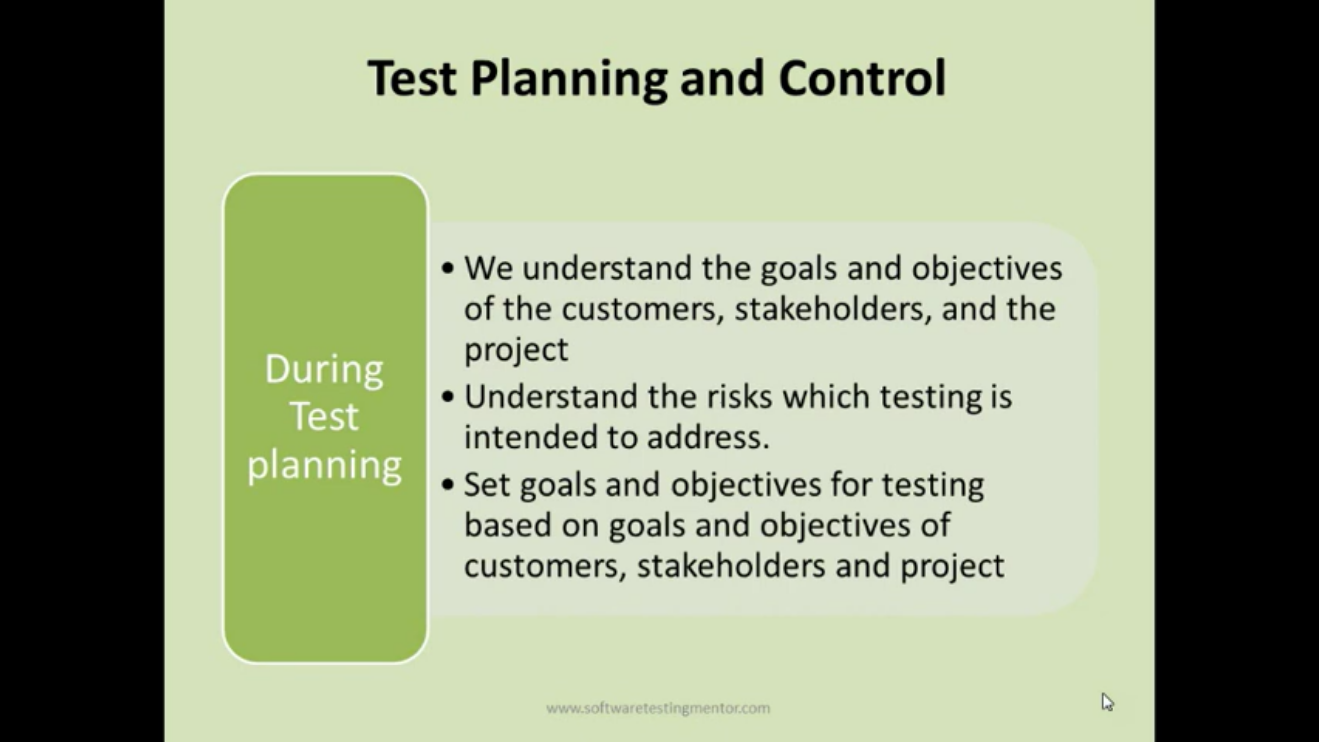 Test Planning and Control
During
Test
planning
• We understand the goals and objectives
of the customers, stakeholders, and the
project
• Understand the risks which testing is
intended to address.
• Set goals and objectives for testing
based on goals and objectives of
customers, stakeholders and project
www.softwaretestingmentor.com